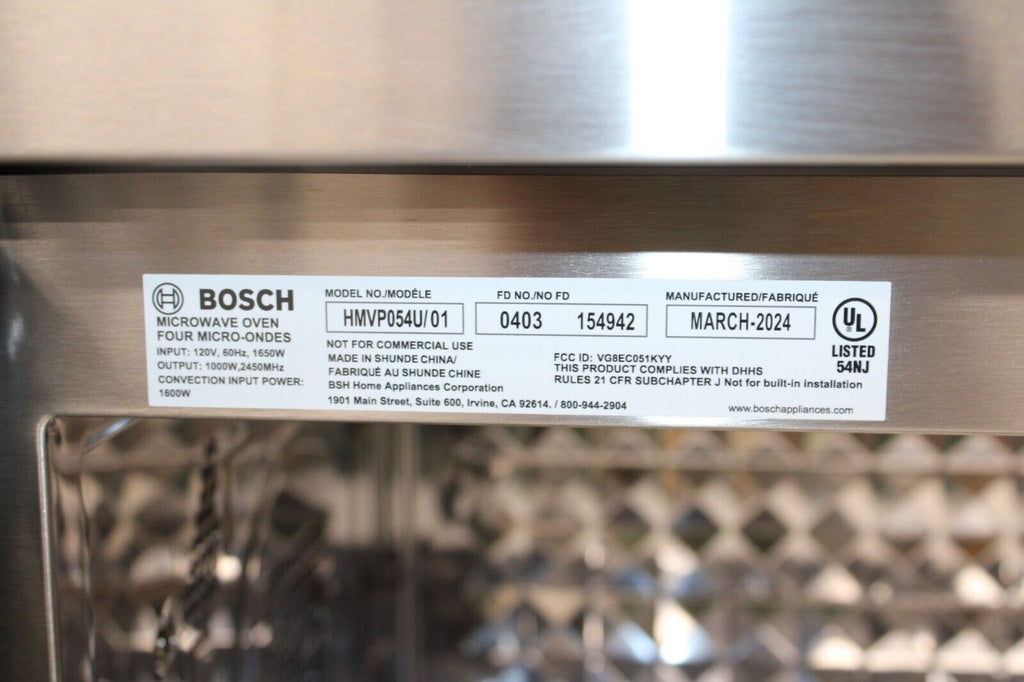 BOSCH
MICROWAVE OVEN
FOUR MICRO-ONDES
INPUT: 120V, 60Hz, 1650W
OUTPUT: 1000W,2450MHz
CONVECTION INPUT POWER:
1600W
MODEL NO./MODÉLE
HMVP054U/01
FD NO./NO FD
0403 154942
MANUFACTURED/FABRIQUÉ
MARCH-2024
NOT FOR COMMERCIAL USE
MADE IN SHUNDE CHINA/
FABRIQUÉ AU SHUNDE CHINE
BSH Home Appliances Corporation
1901 Main Street, Suite 600, Irvine, CA 92614. / 800-944-2904
FCC ID: VG8EC051KYY
THIS PRODUCT COMPLIES WITH DHHS
RULES 21 CFR SUBCHAPTER J Not for built-in installation
www.boschappliances.com
UL
LISTED
54NJ